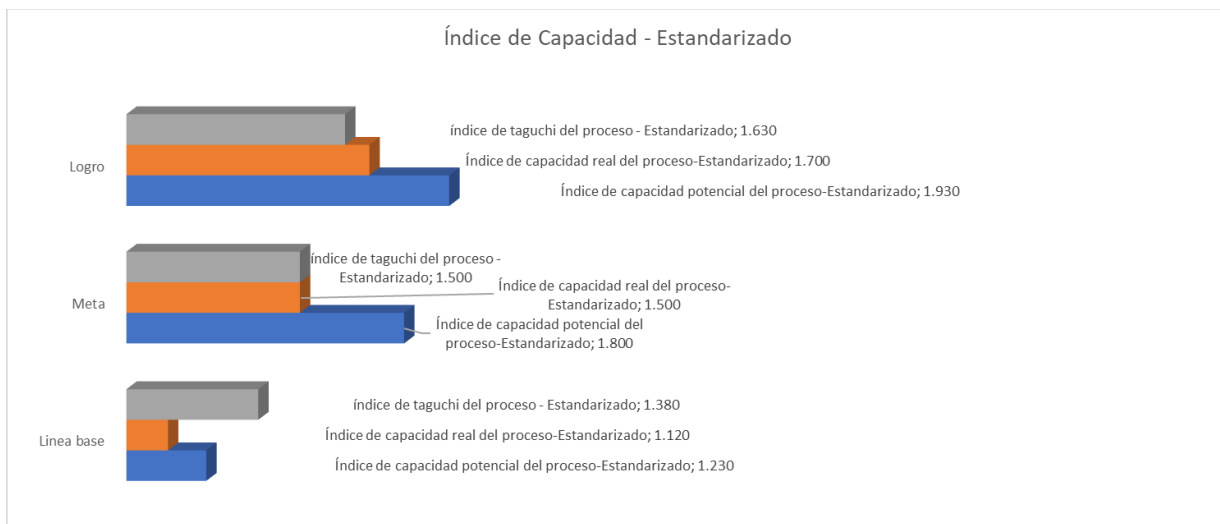 Índice de Capacidad - Estandarizado
Logro
índice de taguchi del proceso - Estandarizado; 1.630
Índice de capacidad real del proceso-Estandarizado; 1.700
Índice de capacidad potencial del proceso-Estandarizado; 1.930
Meta
índice de taguchi del proceso -
Estandarizado; 1.500
Índice de capacidad real del proceso-
Estandarizado; 1.500
Índice de capacidad potencial del
proceso-Estandarizado; 1.800
Linea base
índice de taguchi del proceso - Estandarizado; 1.380
Índice de capacidad real del proceso-Estandarizado; 1.120
Índice de capacidad potencial del proceso-Estandarizado; 1.230